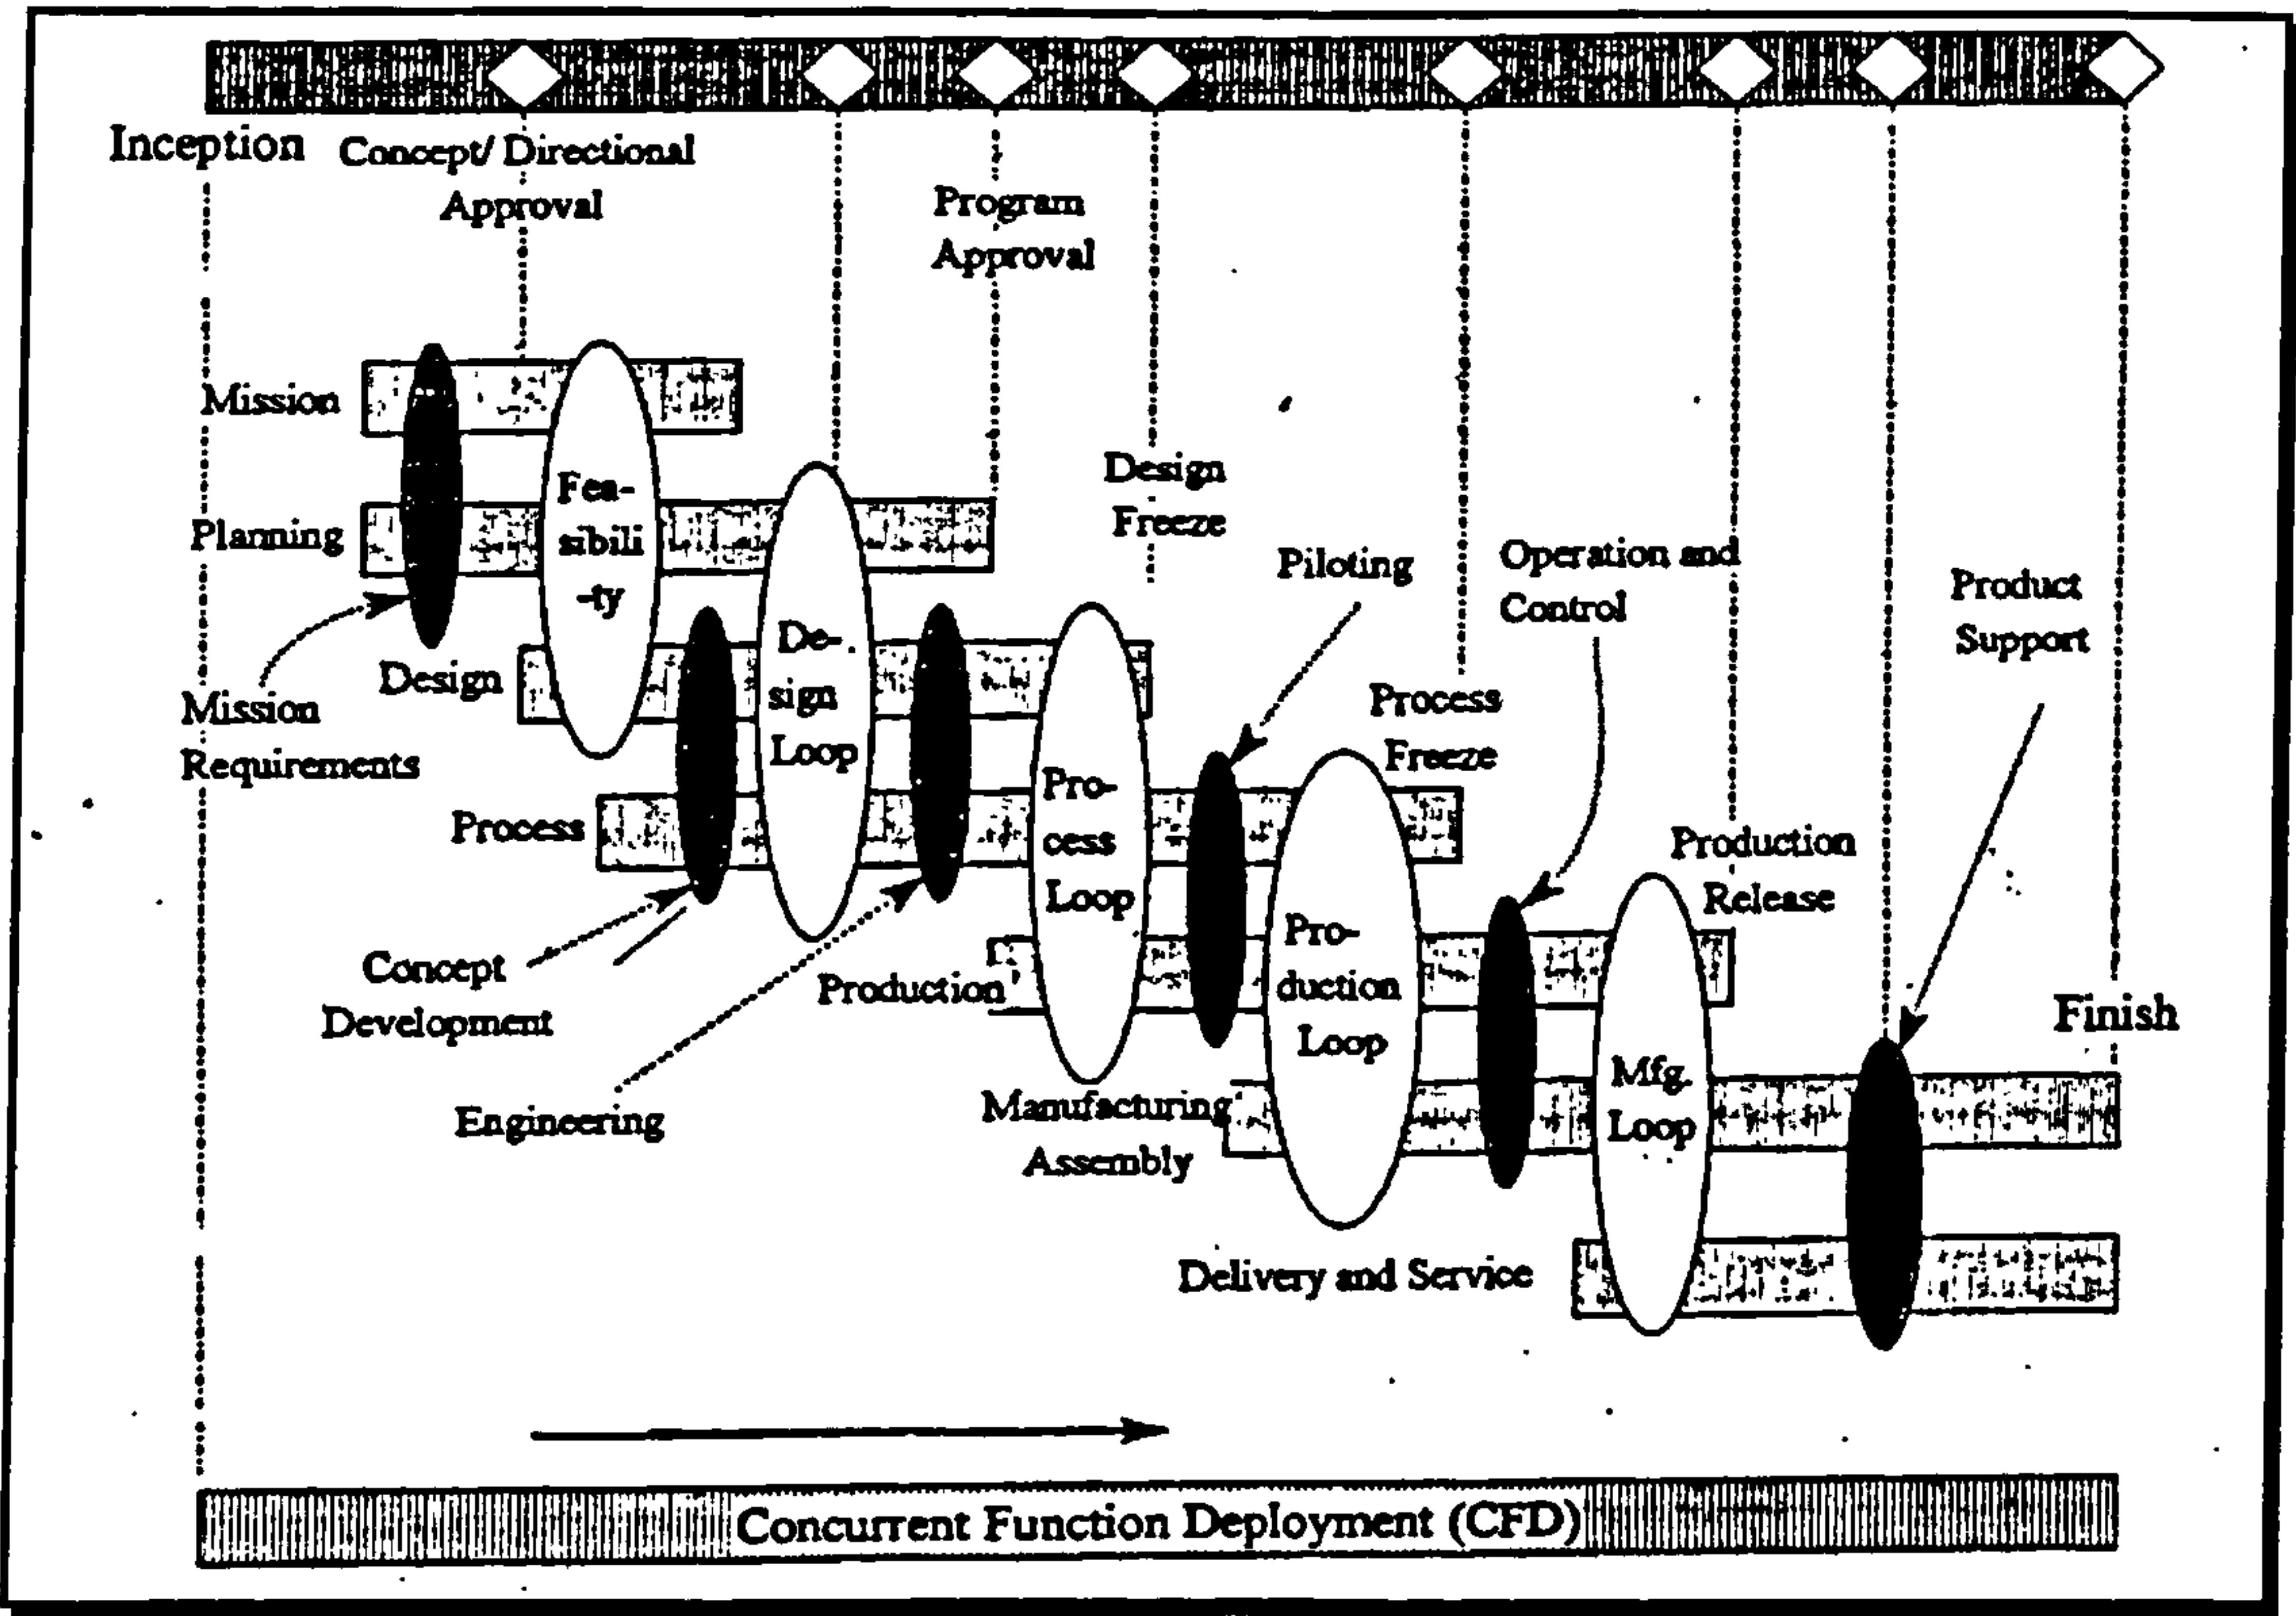 Inception
Concept/ Directional
Approval
Program
Approval
Mission
Fea-
sibili
-ty
Planning
Design
Freeze
Piloting
Operation and
Control
Product
Support
Design
De-
sign
Loop
Mission
Requirements
Process
Freeze
Process
Pro-
cess
Loop
Production
Release
Concept
Development
Production
Pro-
duction
Loop
Finish
Engineering
Manufacturing
Assembly
Mfg.
Loop
Delivery and Service
Concurrent Function Deployment (CFD)